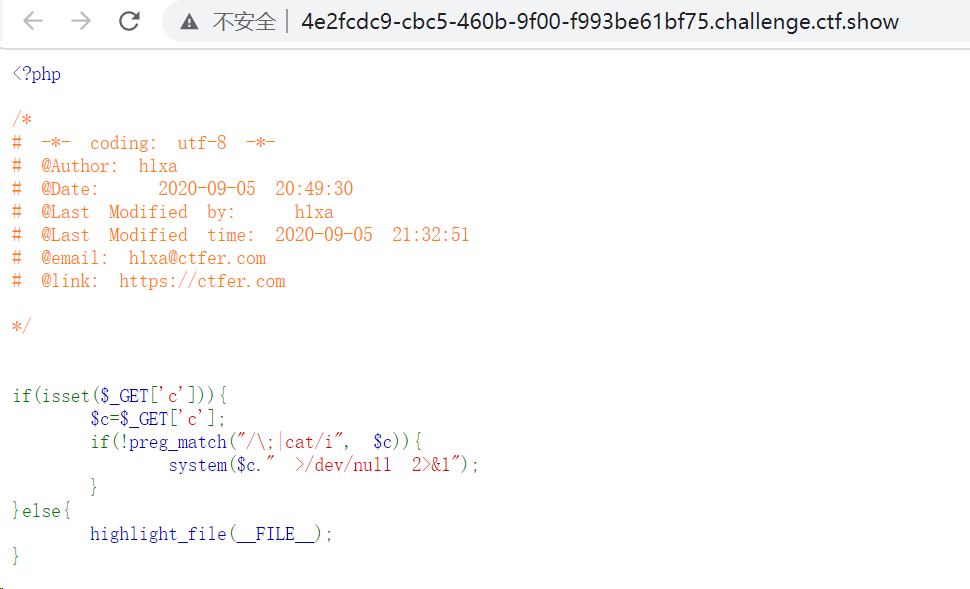 不安全 | 4e2fcdc9-cbc5-460b-9f00-f993be61bf75.challenge.ctf.show
<?php
/*
# -*- coding: utf-8 -*-
# @Author: hlxa
# @Date:   2020-09-05 20:49:30
# @Last Modified by:   hlxa
# @Last Modified time: 2020-09-05 21:32:51
# @email: hlxa@ctfer.com
# @link: https://ctfer.com
*/
if(isset($_GET['c'])){
$c=$_GET['c'];
if(!preg_match("/\;|cat/i", $c)){
system($c." >/dev/null 2>&1");
}
}else{
highlight_file(__FILE__);
}